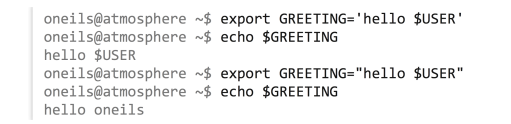 oneils@atmosphere ~$ export GREETING='hello $USER'
oneils@atmosphere ~$ echo $GREETING
hello $USER
oneils@atmosphere ~$ export GREETING="hello $USER"
oneils@atmosphere ~$ echo $GREETING
hello oneils